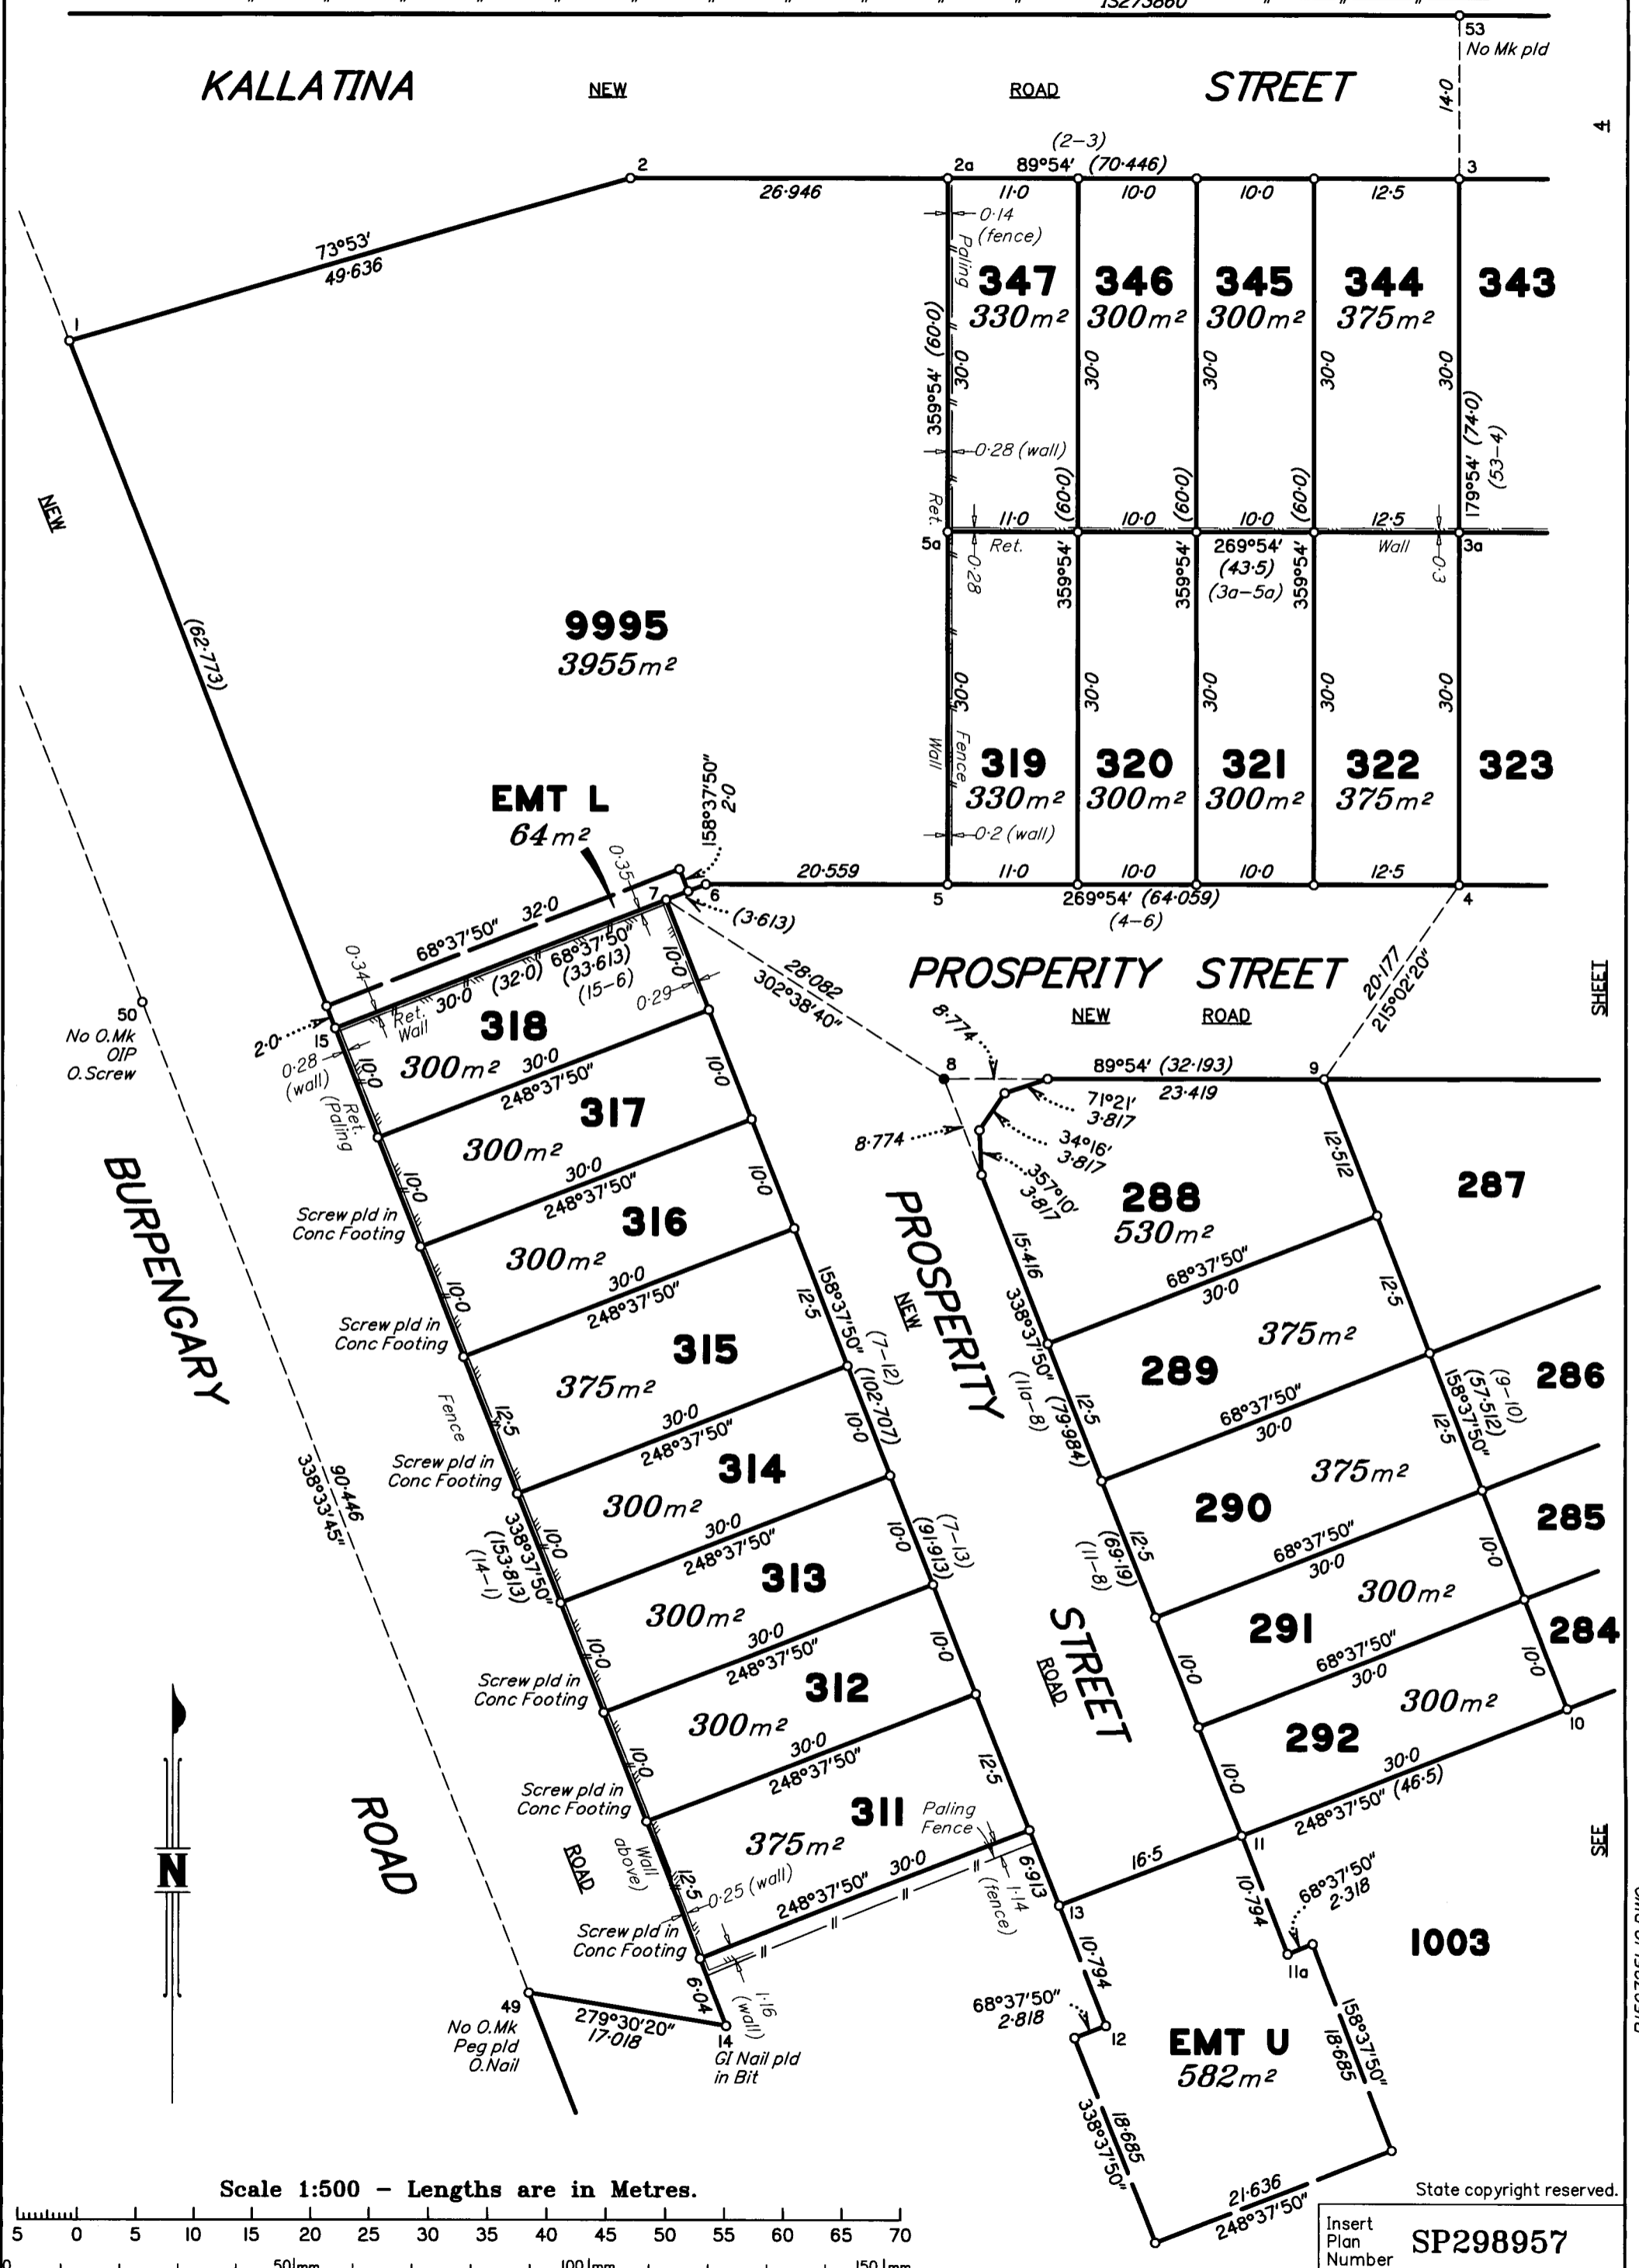 IS273860
53
No Mk pld
KALLATINA
NEW
ROAD
STREET
14·0
4
(2-3)
2
2a
89°54' (70·446)
3
26·946
11·0
10·0
10·0
12·5
0·14
(fence)
Paling
73°53'
49·636
1
347
346
345
344
343
330m²
300m²
300m²
375m²
359°54' (60·0)
30·0
30·0
30·0
30·0
30·0
179°54' (74·0)
(53-4)
0·28 (wall)
(60·0)
(60·0)
(60·0)
NEW
Ret.
11·0
10·0
10·0
12·5
5a
Ret.
269°54'
Wall
3a
0·28
359°54'
359°54'
(43·5)
(3a-5a)
359°54'
0·3
(62·773)
9995
3955m²
30·0
30·0
30·0
30·0
30·0
Wall
Fence
319
320
321
322
323
330m²
300m²
300m²
375m²
0·2 (wall)
EMT L
64m²
158°37'50"
2·0
0·35
20·559
11·0
10·0
10·0
12·5
7
6
5
269°54' (64·059)
4
(4-6)
(3·613)
68°37'50"
32·0
0·34
30·0
(32·0)
68°37'50"
(33·613)
(15-6)
10·0
0·29
28·082
302°38'40"
PROSPERITY STREET
NEW
ROAD
20·177
215°02'20"
SHEET
50
No O.Mk
OIP
O.Screw
2·0
15
Ret.
Wall
318
300m²
30·0
248°37'50"
0·28
(wall)
10·0
10·0
Ret.
(Paling
8·774
8
89°54' (32·193)
9
23·419
71°21'
3·817
34°16'
3·817
357°10'
3·817
8·774
12·512
317
300m²
30·0
248°37'50"
10·0
10·0
288
530m²
287
BURPENGARY
Screw pld in
Conc Footing
316
300m²
30·0
248°37'50"
10·0
12·5
158°37'50"
(7-12)
(102·707)
PROSPERITY
NEW
15·416
338°37'50"
(11a-8)
(79·984)
68°37'50"
30·0
12·5
Screw pld in
Conc Footing
315
375m²
30·0
248°37'50"
Fence
12·5
10·0
375m²
289
12·5
68°37'50"
30·0
12·5
158°37'50"
(57·512)
(9-10)
286
Screw pld in
Conc Footing
314
300m²
30·0
248°37'50"
10·0
338°37'50"
(153·813)
(14-1)
10·0
(91·913)
(7-13)
375m²
290
12·5
(69·19)
(11-8)
68°37'50"
30·0
10·0
285
90·446
338°33'45"
313
300m²
30·0
248°37'50"
10·0
10·0
STREET
ROAD
300m²
291
10·0
68°37'50"
30·0
10·0
284
Screw pld in
Conc Footing
312
300m²
30·0
248°37'50"
10·0
12·5
300m²
292
10·0
30·0
248°37'50" (46·5)
10
N
ROAD
ROAD
Screw pld in
Conc Footing
311
375m²
Paling
Fence
Wall
above)
12·5
0·25 (wall)
30·0
248°37'50"
1·14
(fence)
6·913
16·5
11
SEE
Screw pld in
Conc Footing
13
10·794
10·794
68°37'50"
2·318
11a
1003
49
No O.Mk
Peg pld
O.Nail
279°30'20"
17·018
6·04
1·16
(wall)
14
GI Nail pld
in Bit
68°37'50"
2·818
12
EMT U
582m²
158°37'50"
18·685
18·685
338°37'50"
21·636
248°37'50"
Scale 1:500 – Lengths are in Metres.
5 0 5 10 15 20 25 30 35 40 45 50 55 60 65 70
0 50mm 100mm 150mm
State copyright reserved.
Insert
Plan
Number
SP298957